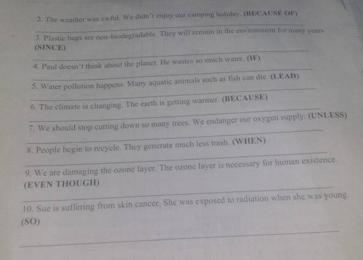 2. The weather was awful. We didn't enjoy our camping holiday. (BECAUSE OF)
3. Plastic bags are non-biodegradable. They will remain in the environment for many years.
(SINCE)
4. Paul doesn't think about the planet. He wastes so much water. (IF)
5. Water pollution happens. Many aquatic animals such as fish can die. (LEAD)
6. The climate is changing. The earth is getting warmer. (BECAUSE)
7. We should stop cutting down so many trees. We endanger our oxygen supply. (UNLESS)
8. People begin to recycle. They generate much less trash. (WHEN)
9. We are damaging the ozone layer. The ozone layer is necessary for human existence.
(EVEN THOUGH)
10. Sue is suffering from skin cancer. She was exposed to radiation when she was young.
(SO)